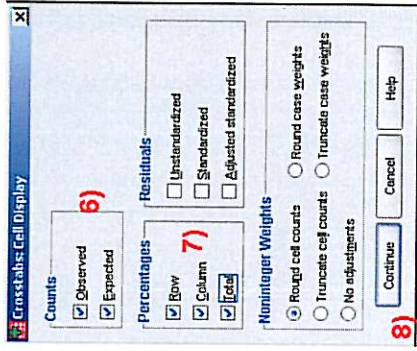 Crosstabs: Cell Display
Counts
Observed
Expected
6)
Percentages
Row
Column
Total
7)
Residuals
Unstandardized
Standardized
Adjusted standardized
Noninteger Weights
Round cell counts
Round case weights
Truncate cell counts
Truncate case weights
No adjustments
8)
Continue
Cancel
Help